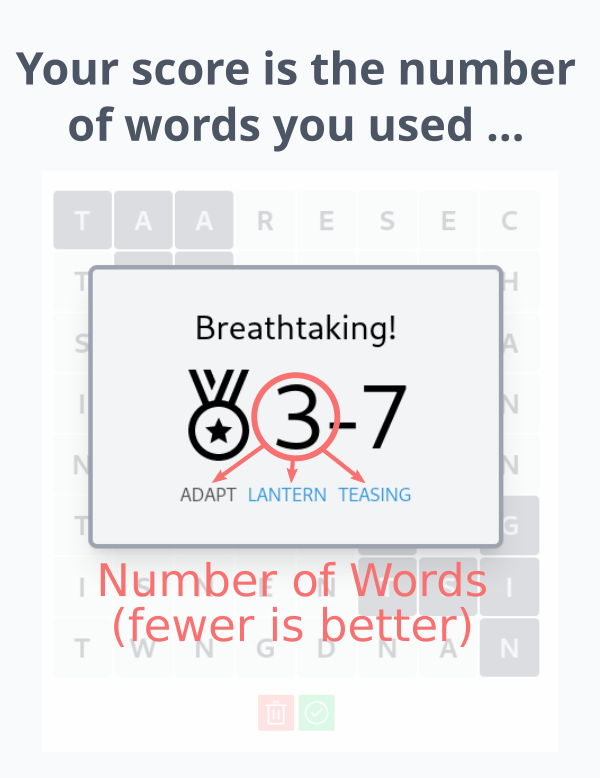 Your score is the number
of words you used ...
T A A R E S E C
T H
Breathtaking!
S A
3-7
I N
N N
ADAPT LANTERN TEASING
T G
Number of Words
I S N E N I
(fewer is better)
T W N G D N A N